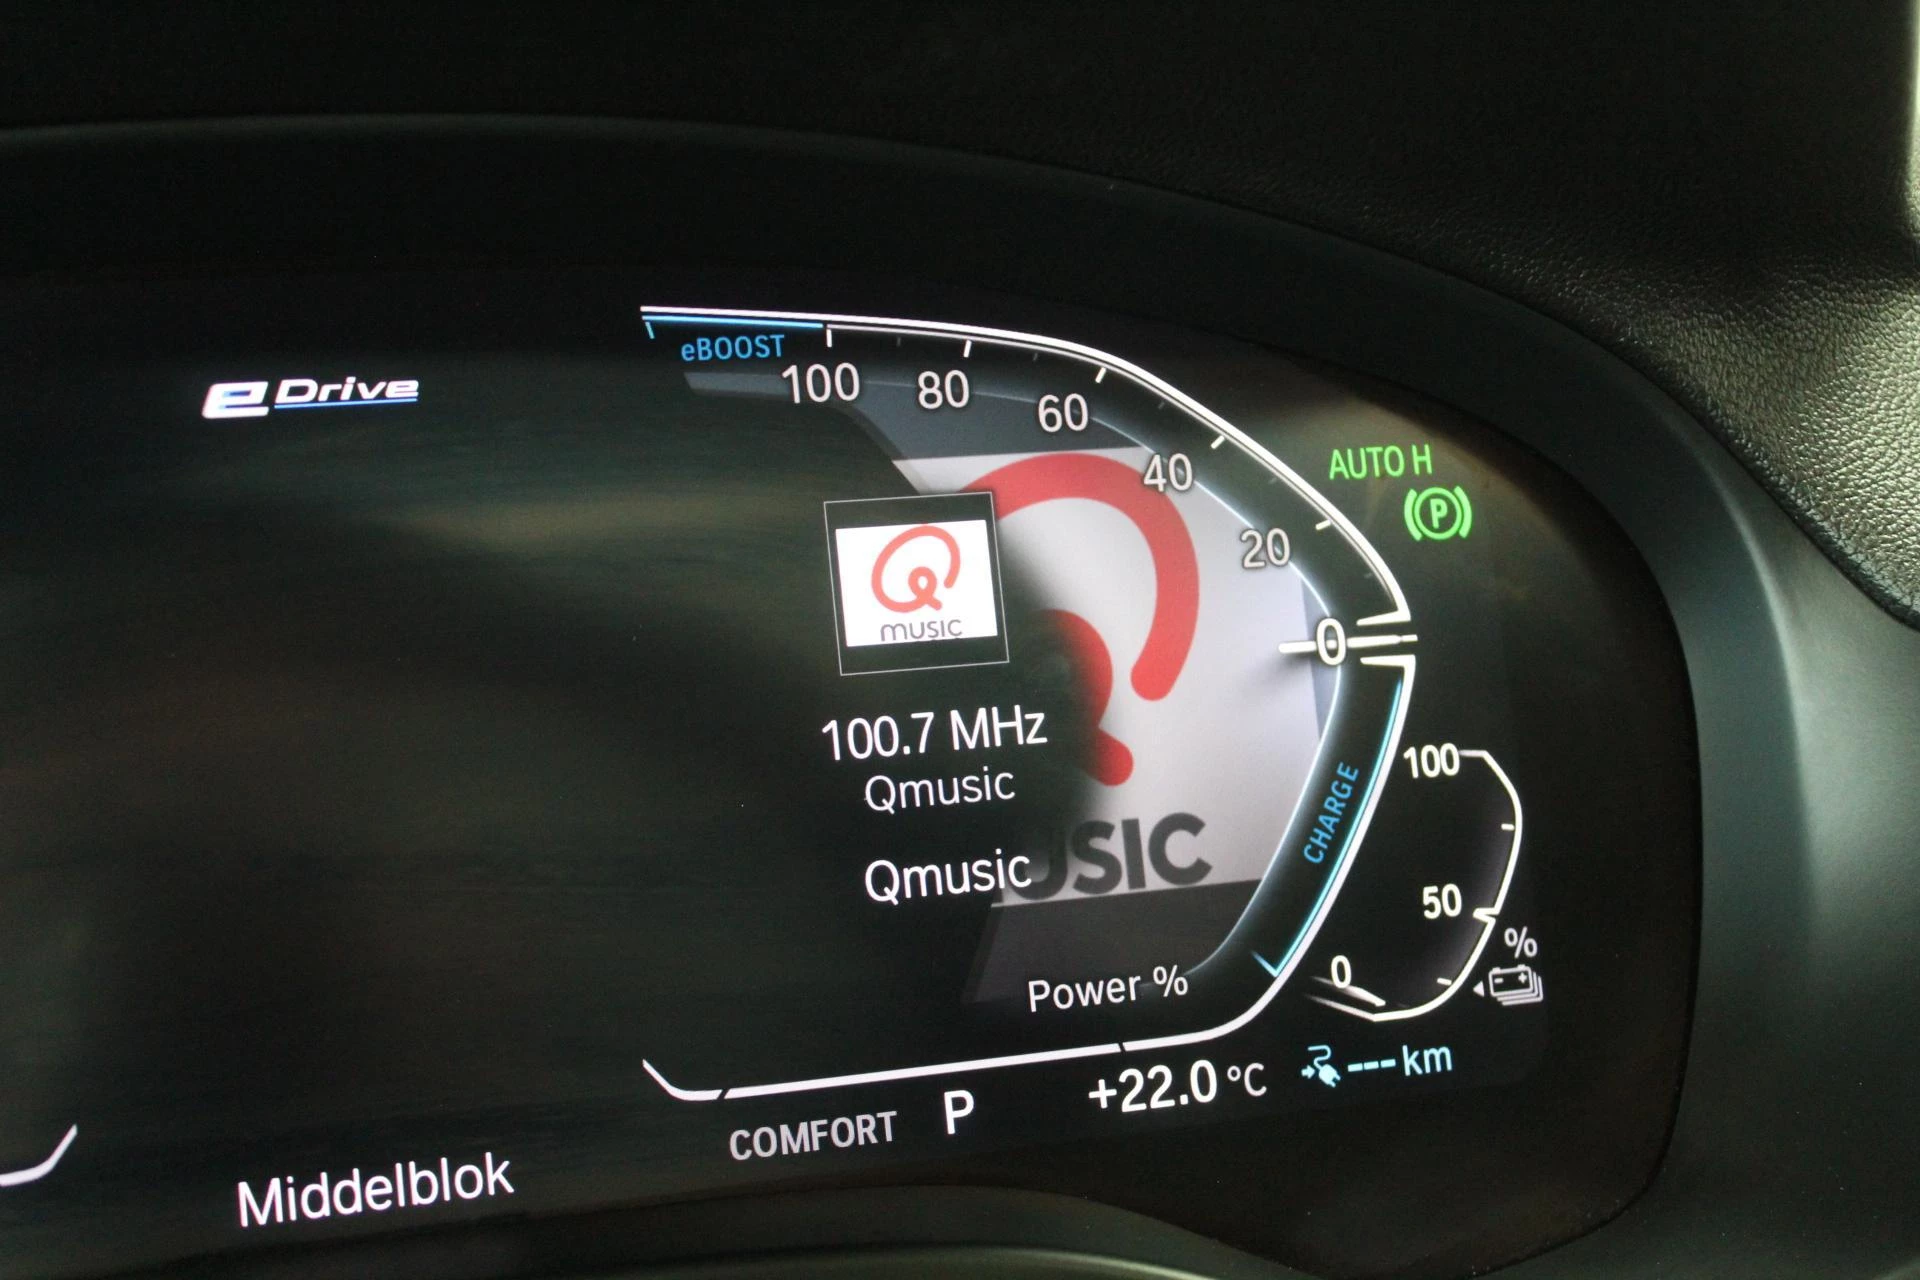 eBOOST
100
80
60
40
20
0
e Drive
AUTO H
(P)
Q
MUSIC
100.7 MHz
Qmusic
Qmusic
USIC
CHARGE
Power %
100
50
0
%
COMFORT P +22.0 °C --- km
Middelblok